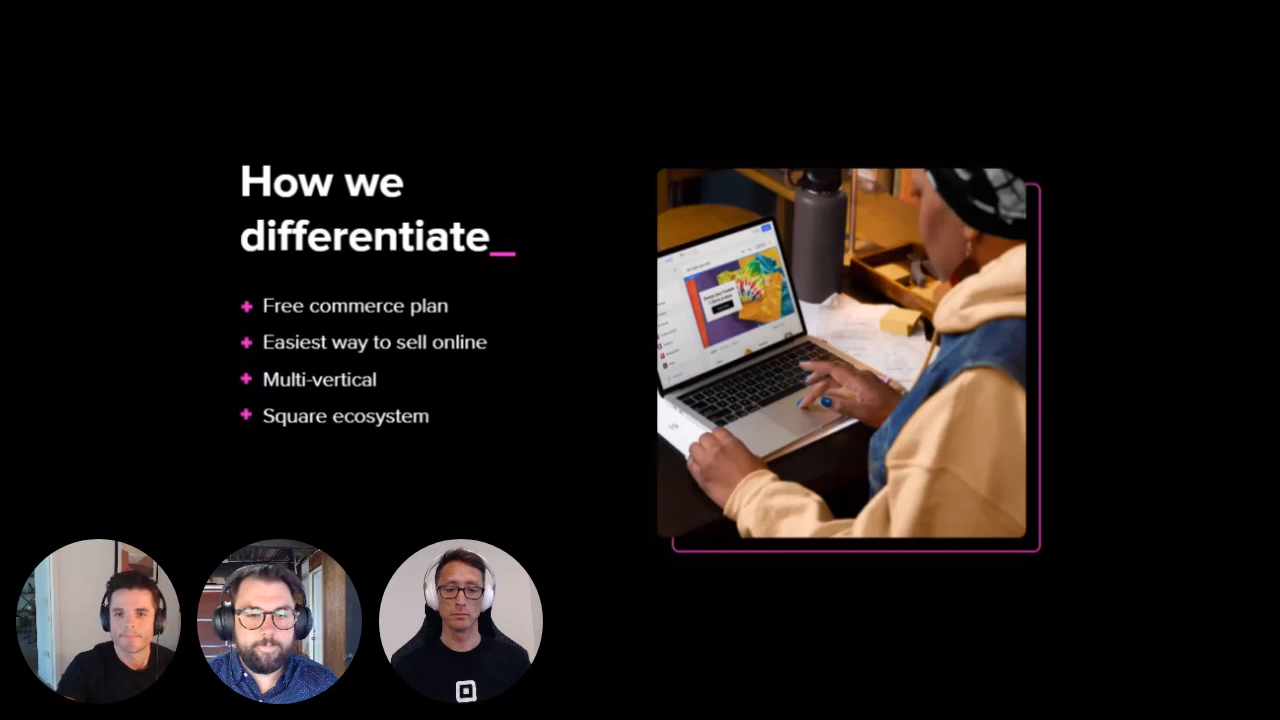 How we
differentiate_
Free commerce plan
Easiest way to sell online
Multi-vertical
Square ecosystem